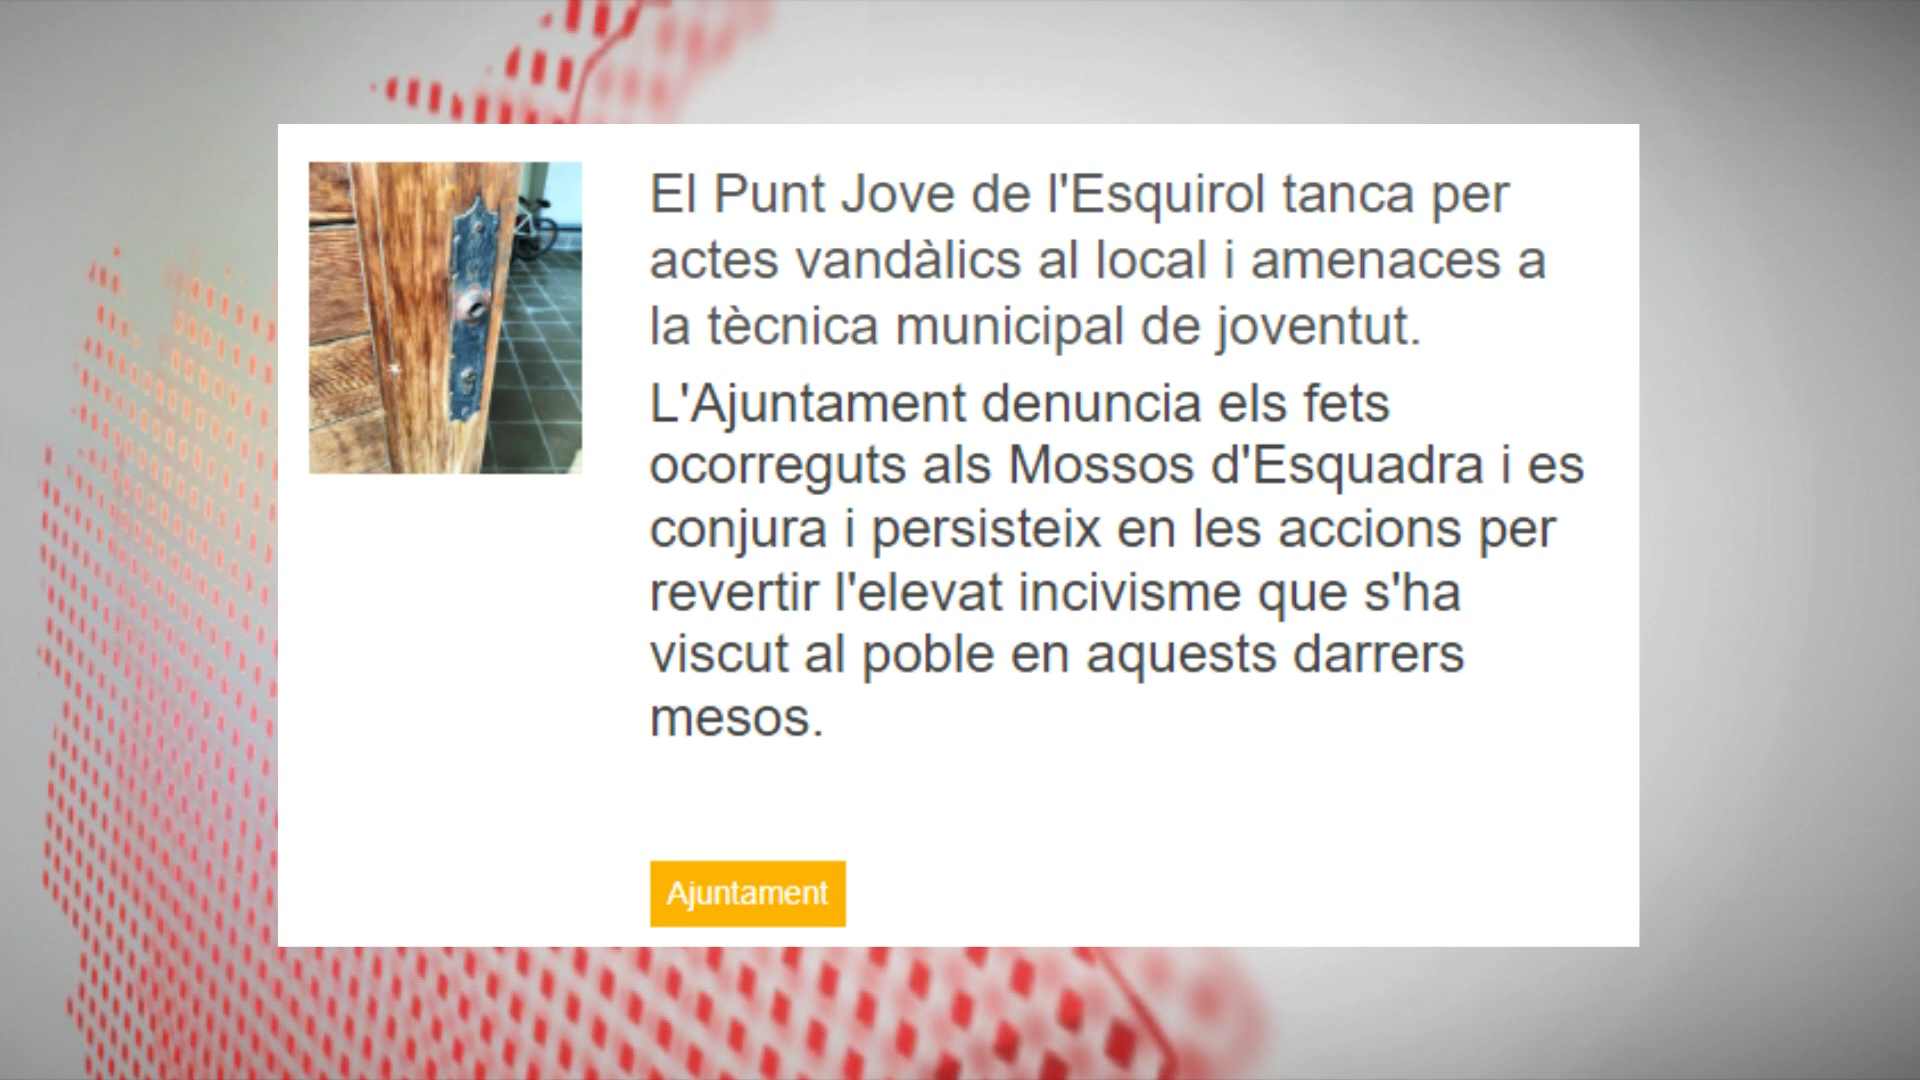 El Punt Jove de l'Esquirol tanca per
actes vandàlics al local i amenaces a
la tècnica municipal de joventut.
L'Ajuntament denuncia els fets
ocorreguts als Mossos d'Esquadra i es
conjura i persisteix en les accions per
revertir l'elevat incivisme que s'ha
viscut al poble en aquests darrers
mesos.
Ajuntament